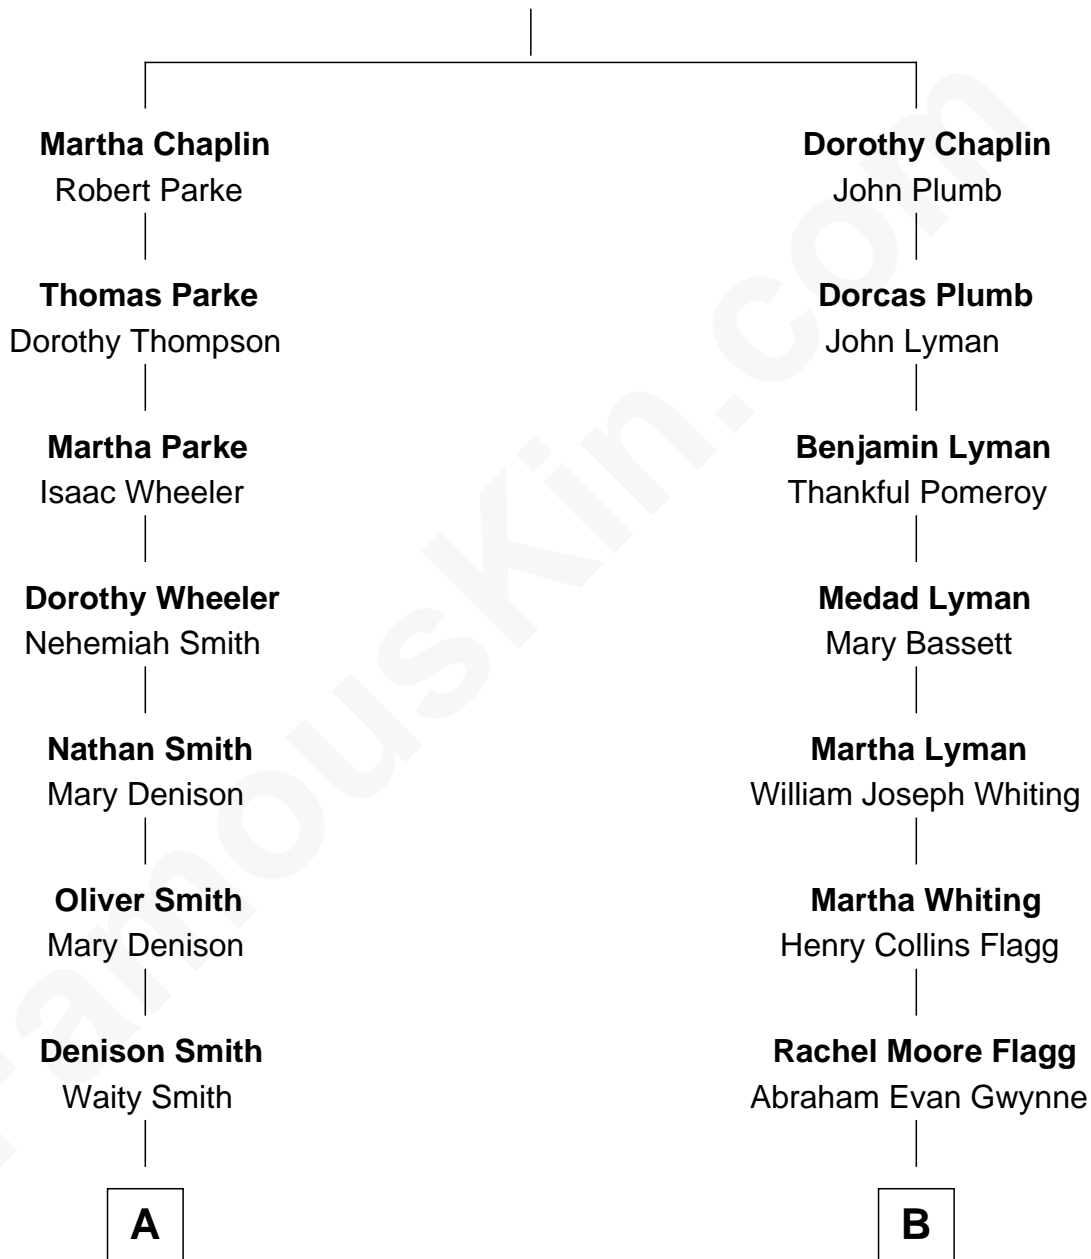 Martha Chaplin
Robert Parke
Thomas Parke
Dorothy Thompson
Martha Parke
Isaac Wheeler
Dorothy Wheeler
Nehemiah Smith
Nathan Smith
Mary Denison
Oliver Smith
Mary Denison
Denison Smith
Waity Smith
A
Dorothy Chaplin
John Plumb
Dorcas Plumb
John Lyman
Benjamin Lyman
Thankful Pomeroy
Medad Lyman
Mary Bassett
Martha Lyman
William Joseph Whiting
Martha Whiting
Henry Collins Flagg
Rachel Moore Flagg
Abraham Evan Gwynne
B
FamousKin.com